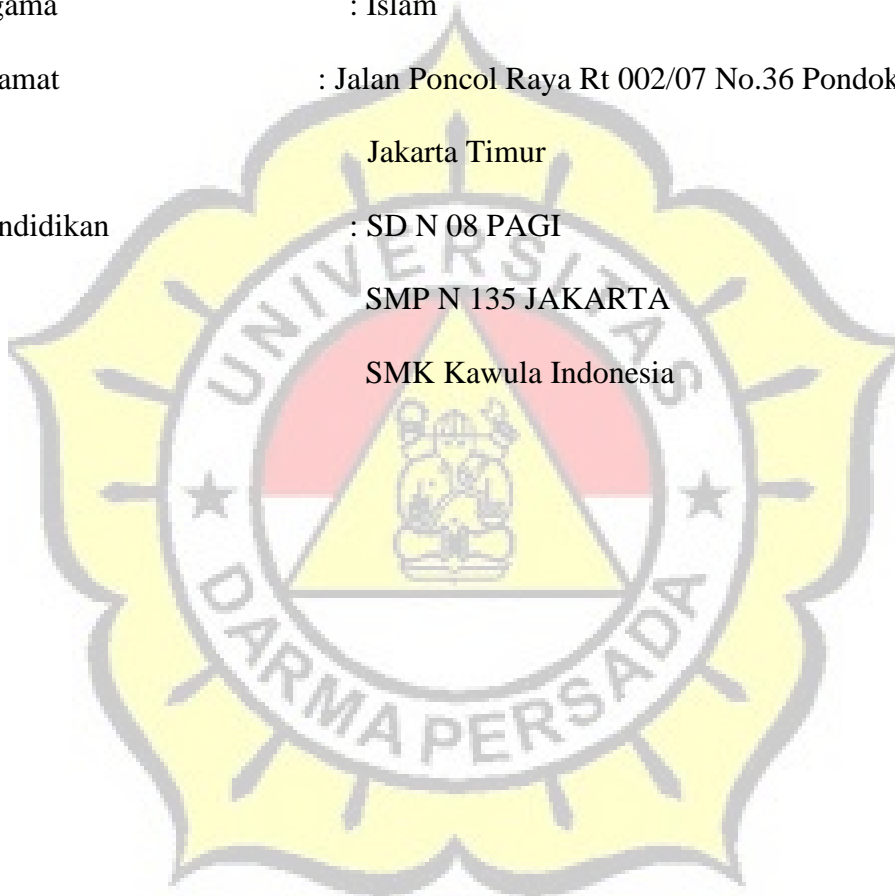 gama : Islam
amat : Jalan Poncol Raya Rt 002/07 No.36 Pondok
Jakarta Timur
ndidikan : SD N 08 PAGI
SMP N 135 JAKARTA
SMK Kawula Indonesia
UNIVERSITAS
DARMA PERSADA